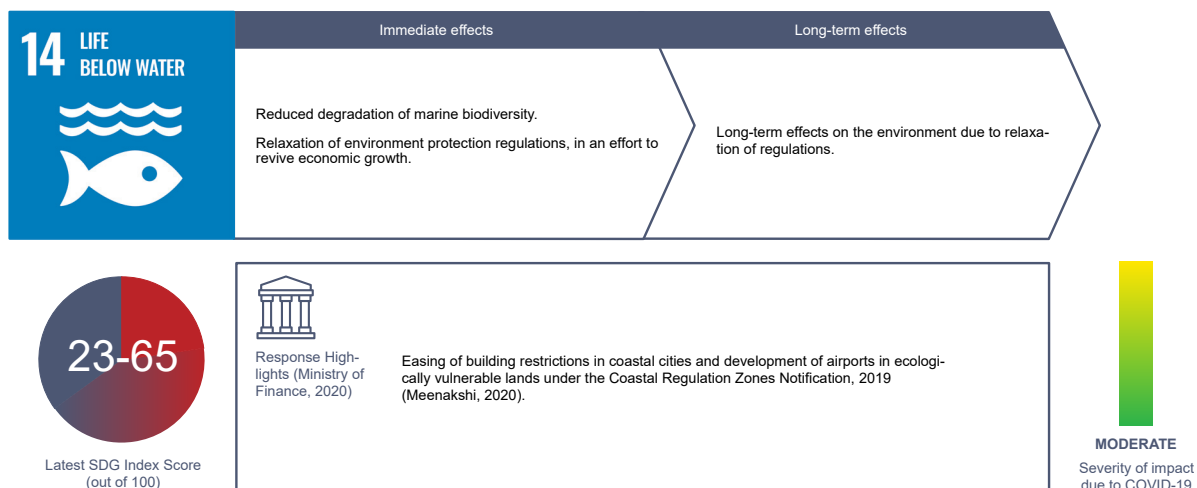 14 LIFE
BELOW WATER
Immediate effects
Long-term effects
Reduced degradation of marine biodiversity.
Relaxation of environment protection regulations, in an effort to
revive economic growth.
Long-term effects on the environment due to relaxa-
tion of regulations.
23-65
Latest SDG Index Score
(out of 100)
Response High-
lights (Ministry of
Finance, 2020)
Easing of building restrictions in coastal cities and development of airports in ecologi-
cally vulnerable lands under the Coastal Regulation Zones Notification, 2019
(Meenakshi, 2020).
MODERATE
Severity of impact
due to COVID-19